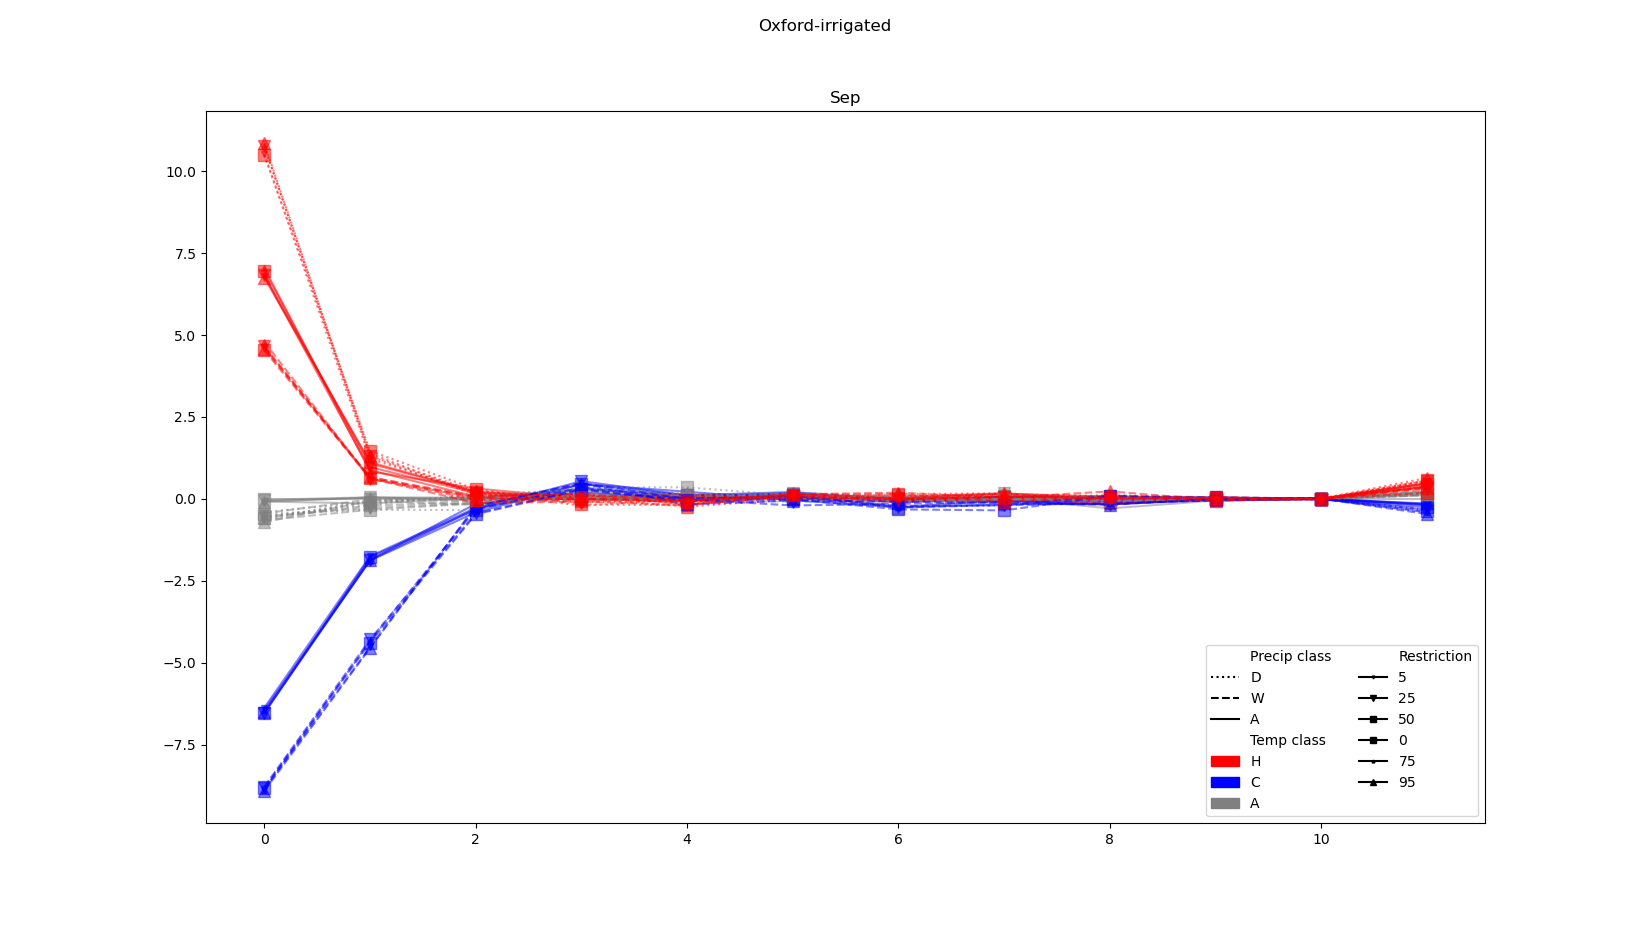 Oxford-irrigated
Sep
10.0
7.5
5.0
2.5
0.0
−2.5
−5.0
−7.5
0 2 4 6 8 10
Precip class
D
W
A
Temp class
H
C
A
Restriction
5
25
50
0
75
95